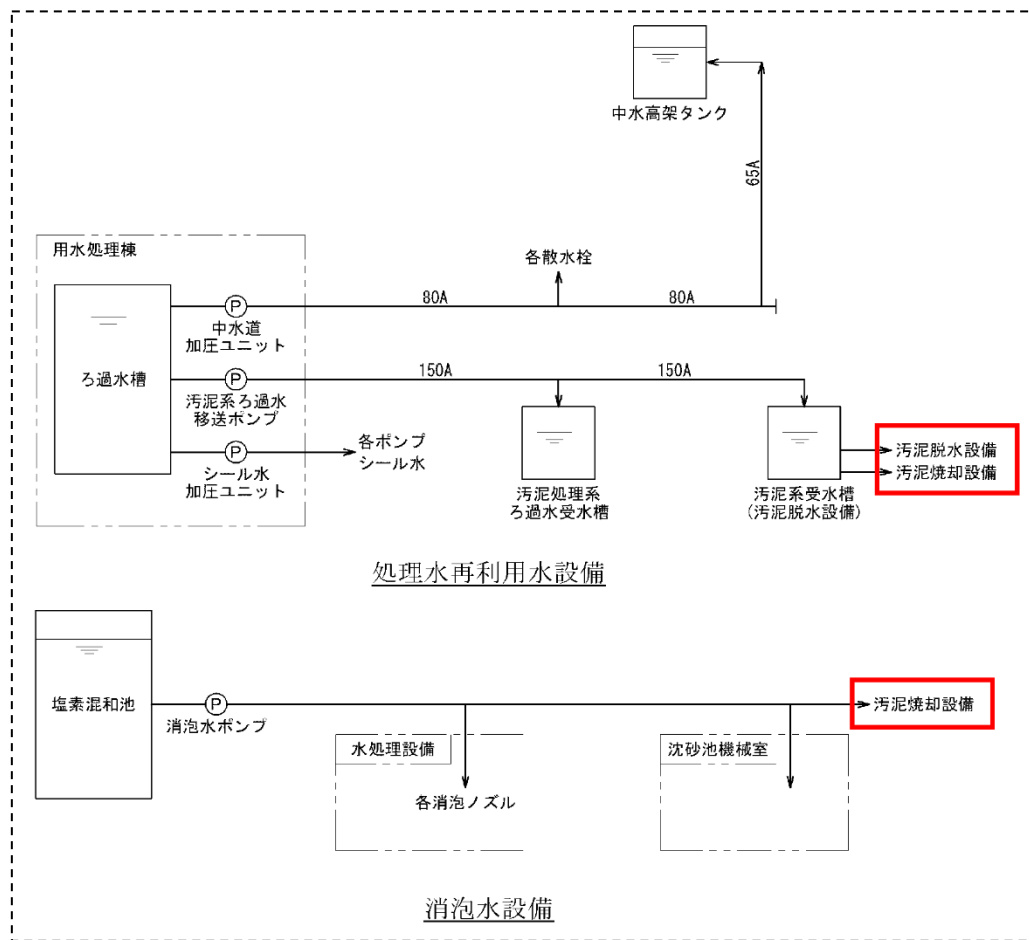 中水高架タンク
65A
用水処理棟
各散水栓
80A
80A
P
中水道
加圧ユニット
ろ過水槽
150A
150A
P
汚泥系ろ過水
移送ポンプ
各ポンプ
シール水
P
シール水
加圧ユニット
汚泥処理系
ろ過水受水槽
汚泥系受水槽
(汚泥脱水設備)
汚泥脱水設備
汚泥焼却設備
処理水再利用水設備
塩素混和池
P
消泡水ポンプ
汚泥焼却設備
水処理設備
各消泡ノズル
沈砂池機械室
消泡水設備